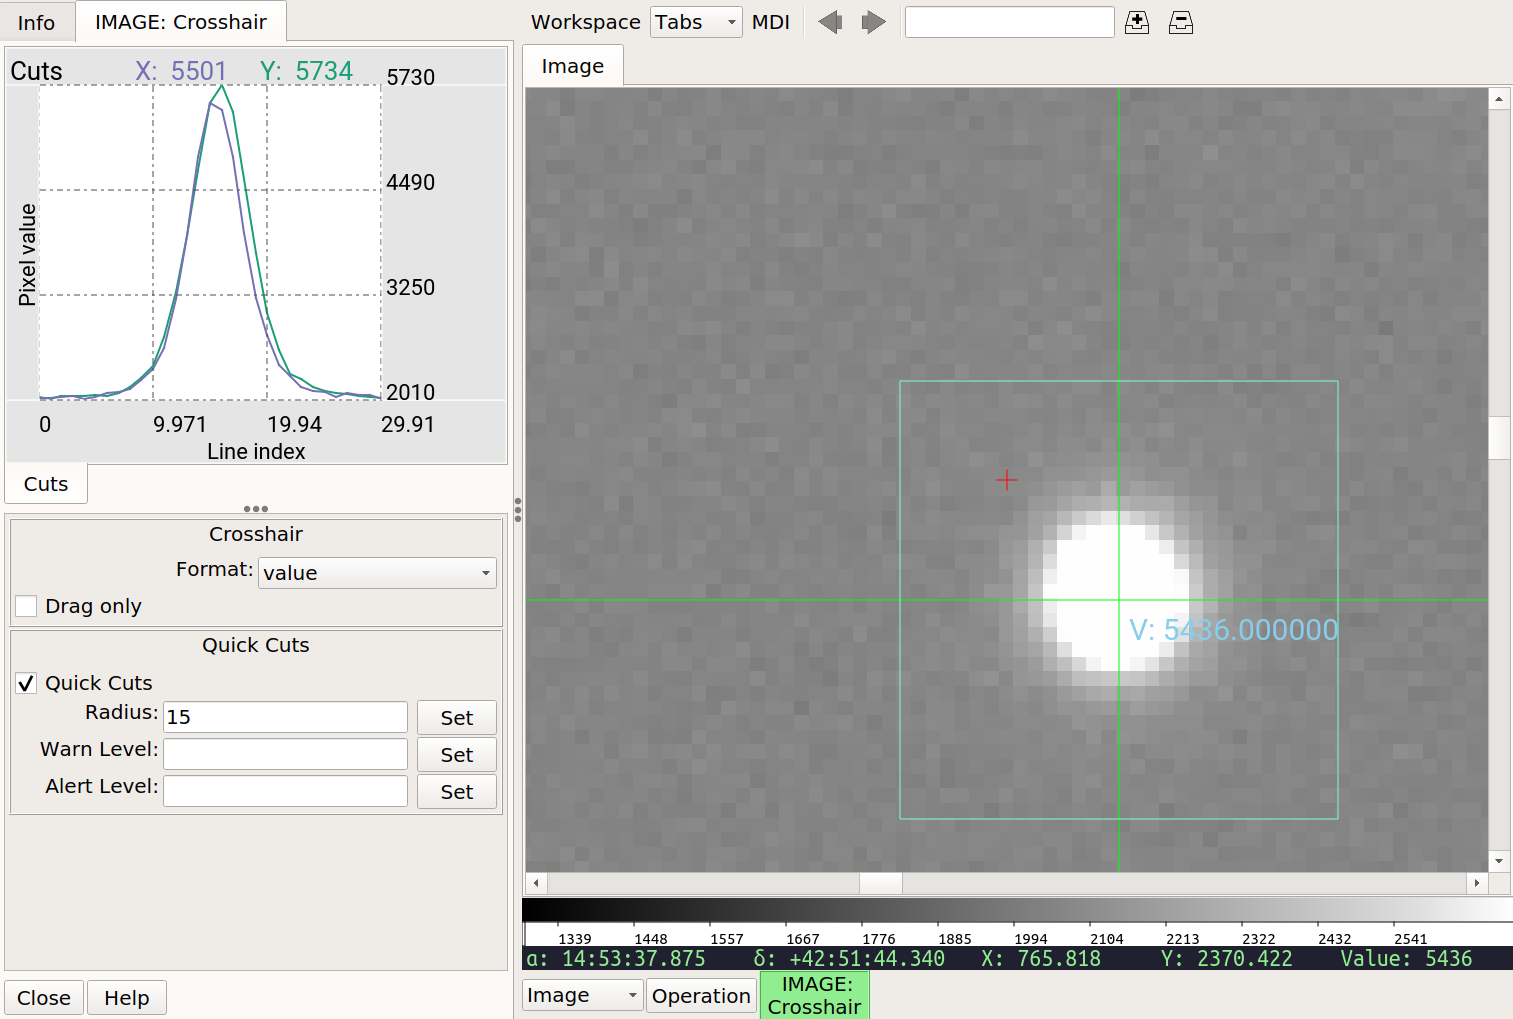 Info
IMAGE: Crosshair
Workspace Tabs MDI
Image
Cuts X: 5501 Y: 5734
5730
4490
3250
2010
Pixel value
0 9.971 19.94 29.91
Line index
Cuts
Crosshair
Format: value
Drag only
Quick Cuts
Quick Cuts
Radius: 15 Set
Warn Level: Set
Alert Level: Set
Close Help
V: 5436.000000
1339 1448 1557 1667 1776 1885 1994 2104 2213 2322 2432 2541
α: 14:53:37.875 δ: +42:51:44.340 X: 765.818 Y: 2370.422 Value: 5436
Image Operation IMAGE:
Crosshair